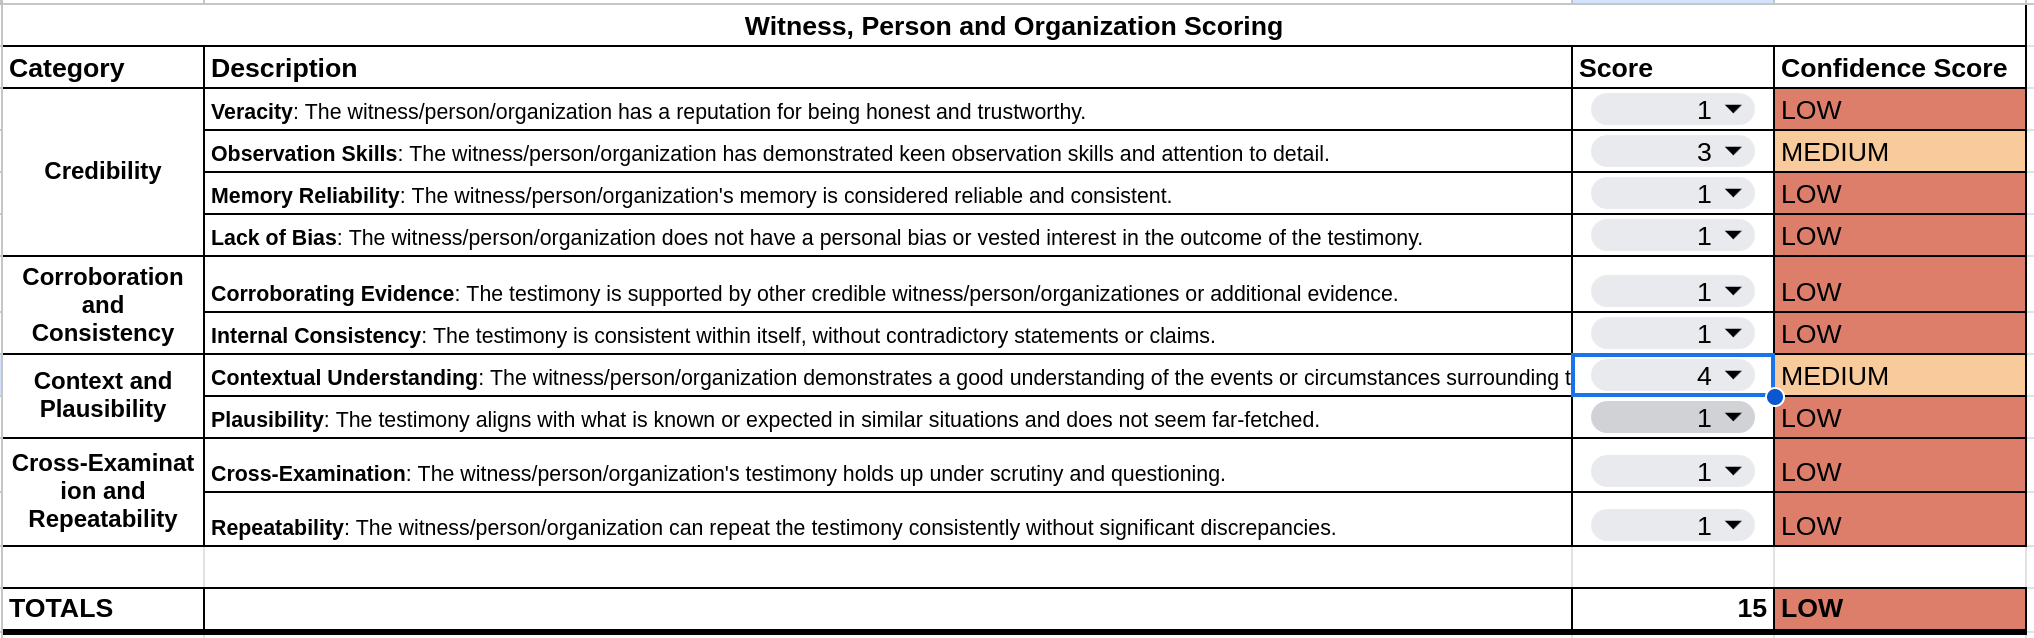 Witness, Person and Organization Scoring
Category Description Score Confidence Score
Credibility
Veracity: The witness/person/organization has a reputation for being honest and trustworthy. 1 LOW
Observation Skills: The witness/person/organization has demonstrated keen observation skills and attention to detail. 3 MEDIUM
Memory Reliability: The witness/person/organization's memory is considered reliable and consistent. 1 LOW
Lack of Bias: The witness/person/organization does not have a personal bias or vested interest in the outcome of the testimony. 1 LOW
Corroboration
and
Consistency
Corroborating Evidence: The testimony is supported by other credible witness/person/organizationes or additional evidence. 1 LOW
Internal Consistency: The testimony is consistent within itself, without contradictory statements or claims. 1 LOW
Context and
Plausibility
Contextual Understanding: The witness/person/organization demonstrates a good understanding of the events or circumstances surrounding t 4 MEDIUM
Plausibility: The testimony aligns with what is known or expected in similar situations and does not seem far-fetched. 1 LOW
Cross-Examinat
ion and
Repeatability
Cross-Examination: The witness/person/organization's testimony holds up under scrutiny and questioning. 1 LOW
Repeatability: The witness/person/organization can repeat the testimony consistently without significant discrepancies. 1 LOW
TOTALS 15 LOW